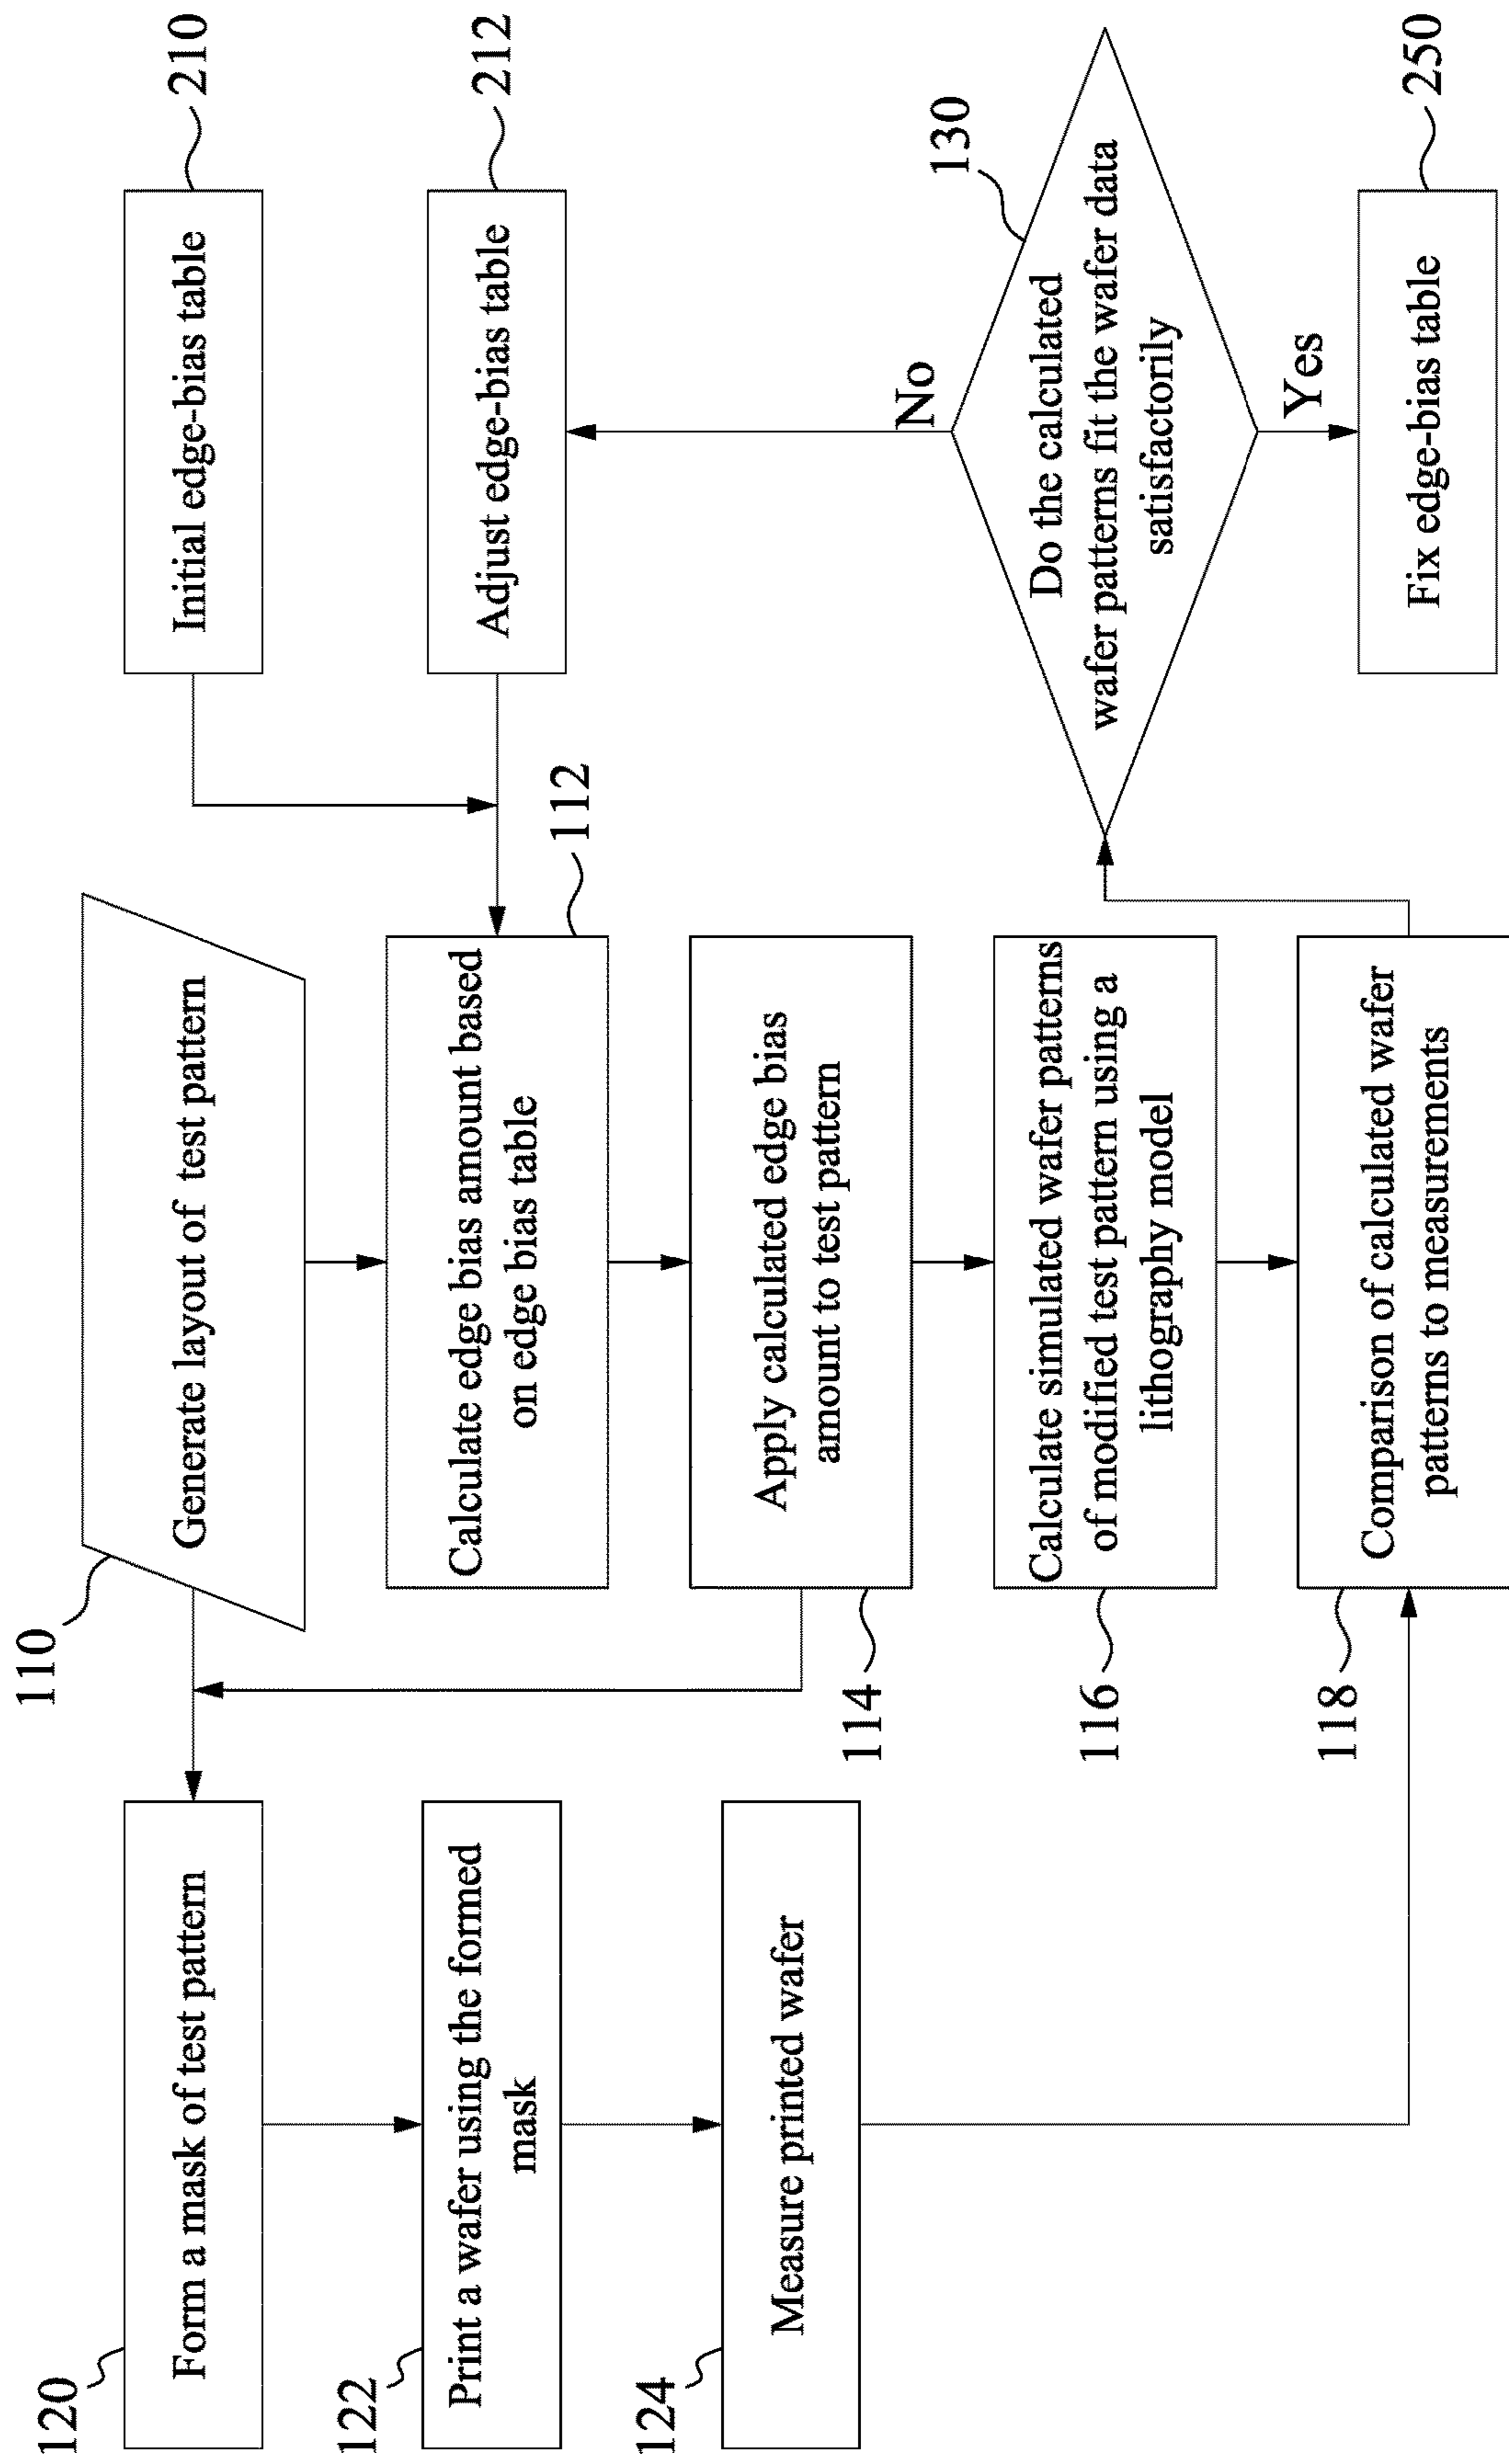 120
Form a mask of test pattern
122
Print a wafer using the formed
mask
124
Measure printed wafer
110
Generate layout of test pattern
112
Calculate edge bias amount based
on edge bias table
114
Apply calculated edge bias
amount to test pattern
116
Calculate simulated wafer patterns
of modified test pattern using a
lithography model
118
Comparison of calculated wafer
patterns to measurements
210
Initial edge-bias table
212
Adjust edge-bias table
No
130
Do the calculated
wafer patterns fit the wafer data
satisfactorily
Yes
250
Fix edge-bias table